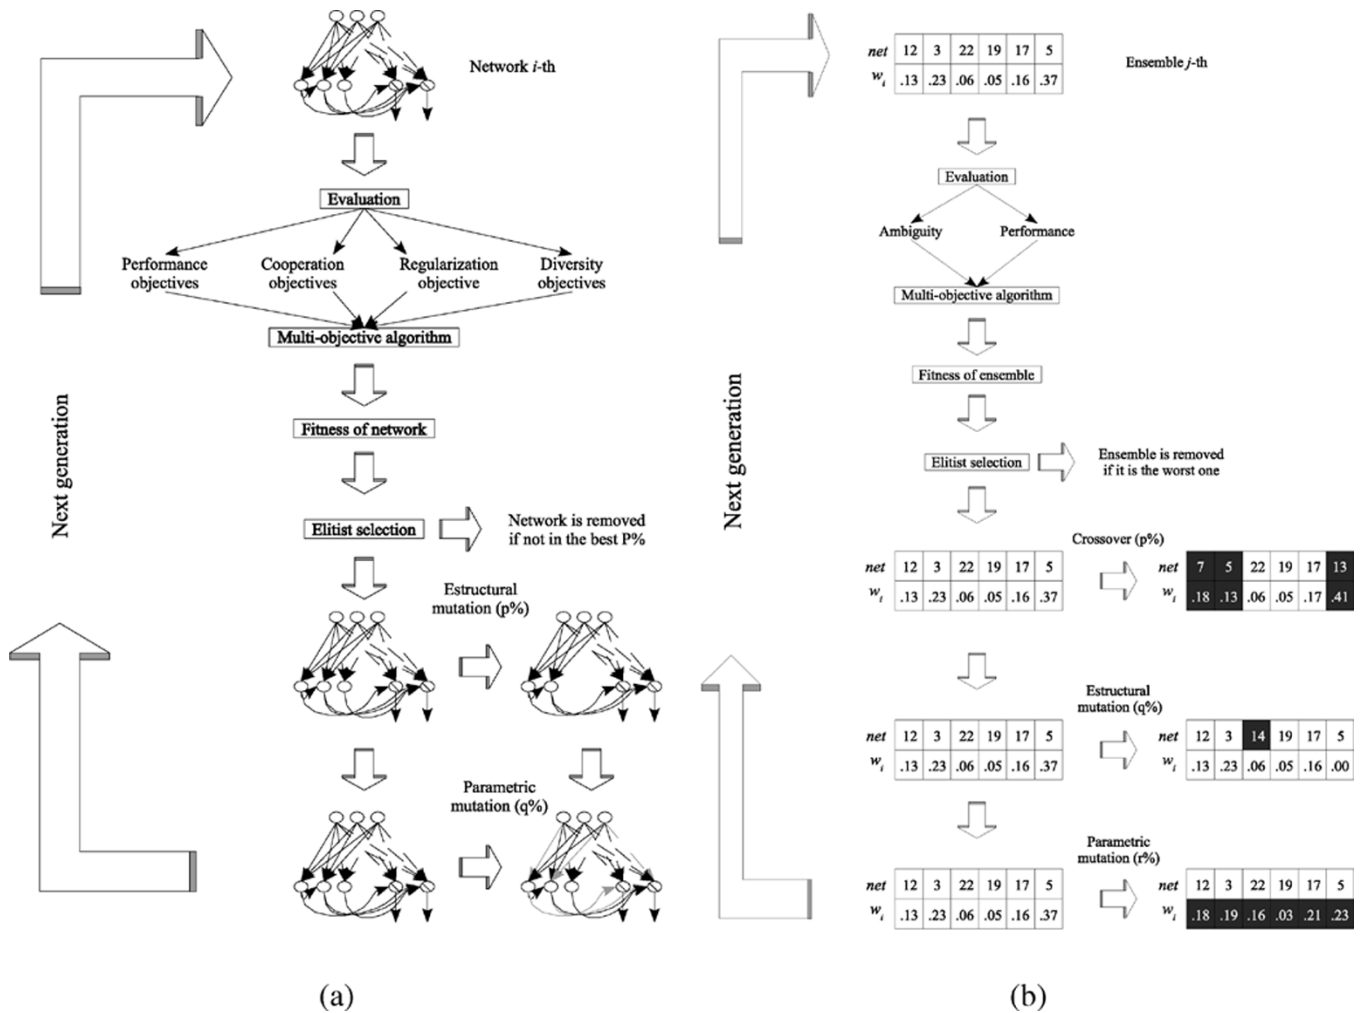 Network i-th
Evaluation
Performance objectives
Cooperation objectives
Regularization objective
Diversity objectives
Multi-objective algorithm
Fitness of network
Elitist selection
Network is removed
if not in the best P%
Estructural
mutation (p%)
Parametric
mutation (q%)
Next generation
(a)
net 12 3 22 19 17 5
w_i .13 .23 .06 .05 .16 .37
Ensemble j-th
Evaluation
Ambiguity
Performance
Multi-objective algorithm
Fitness of ensemble
Elitist selection
Ensemble is removed
if it is the worst one
Crossover (p%)
net 12 3 22 19 17 5
w_i .13 .23 .06 .05 .16 .37
net 7 5 22 19 17 13
w_i .18 .13 .06 .05 .17 .41
Estructural
mutation (q%)
net 12 3 22 19 17 5
w_i .13 .23 .06 .05 .16 .37
net 12 3 14 19 17 5
w_i .13 .23 .06 .05 .16 .00
Parametric
mutation (r%)
net 12 3 22 19 17 5
w_i .13 .23 .06 .05 .16 .37
net 12 3 22 19 17 5
w_i .18 .19 .16 .03 .21 .23
Next generation
(b)